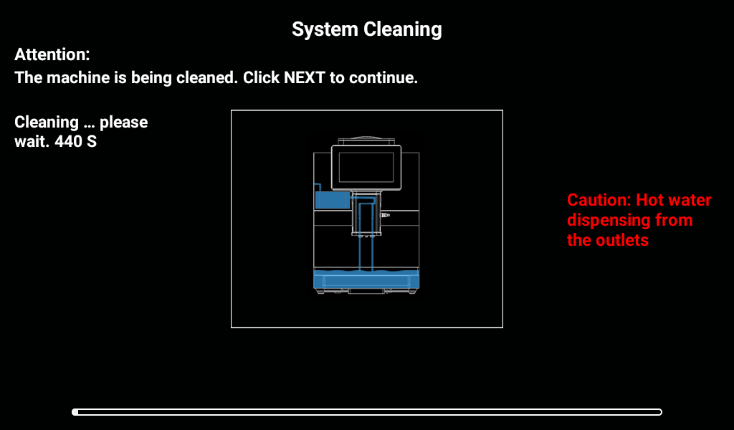 System Cleaning
Attention:
The machine is being cleaned. Click NEXT to continue.
Cleaning ... please
wait. 440 S
Caution: Hot water
dispensing from
the outlets